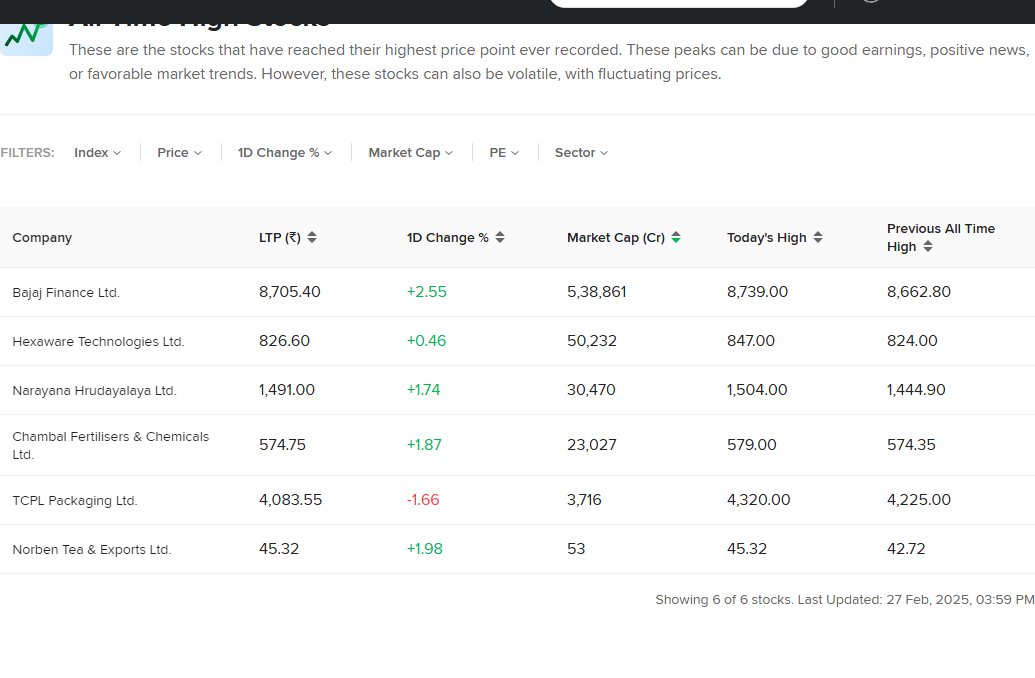 All Time High Stocks
These are the stocks that have reached their highest price point ever recorded. These peaks can be due to good earnings, positive news,
or favorable market trends. However, these stocks can also be volatile, with fluctuating prices.
FILTERS: Index Price 1D Change % Market Cap PE Sector
Company LTP (₹) 1D Change % Market Cap (Cr) Today's High Previous All Time
High
Bajaj Finance Ltd. 8,705.40 +2.55 5,38,861 8,739.00 8,662.80
Hexaware Technologies Ltd. 826.60 +0.46 50,232 847.00 824.00
Narayana Hrudayalaya Ltd. 1,491.00 +1.74 30,470 1,504.00 1,444.90
Chambal Fertilisers & Chemicals
Ltd. 574.75 +1.87 23,027 579.00 574.35
TCPL Packaging Ltd. 4,083.55 -1.66 3,716 4,320.00 4,225.00
Norben Tea & Exports Ltd. 45.32 +1.98 53 45.32 42.72
Showing 6 of 6 stocks. Last Updated: 27 Feb, 2025, 03:59 PM